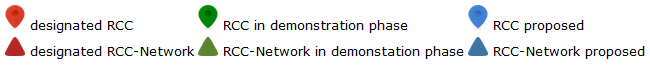 designated RCC RCC in demonstration phase RCC proposed
designated RCC-Network RCC-Network in demonstation phase RCC-Network proposed